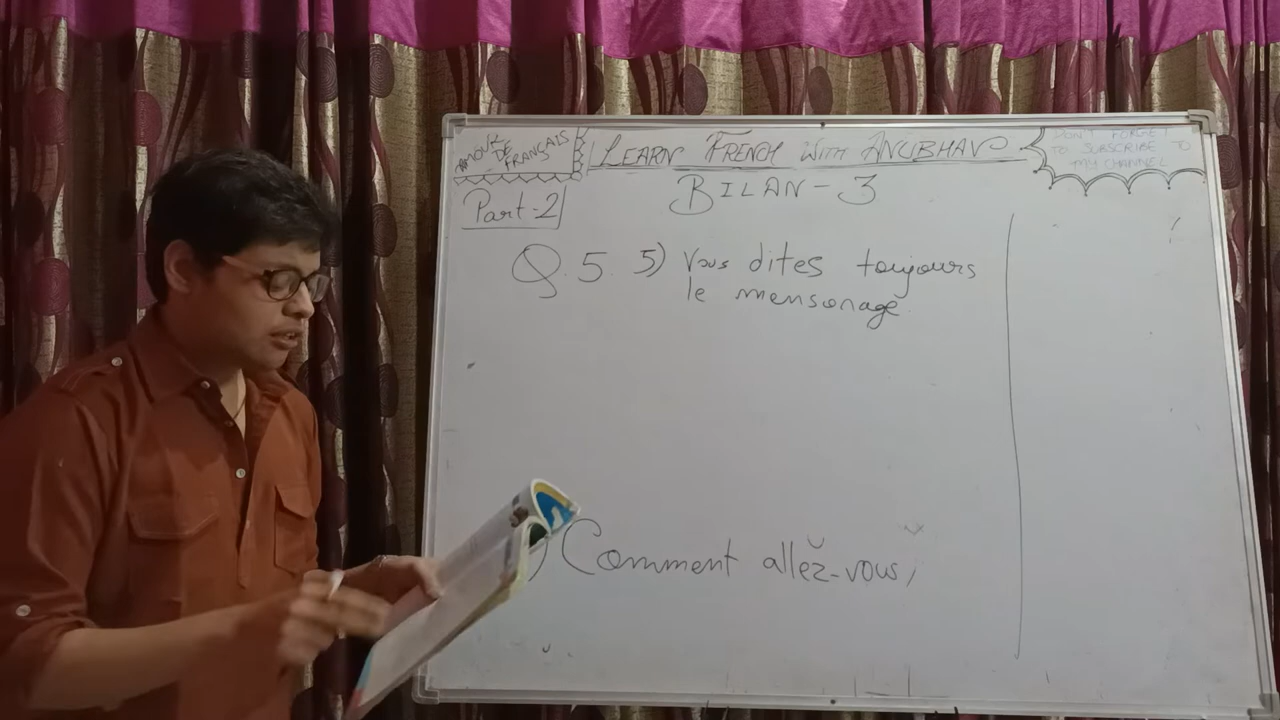 AMOUR
DE
FRANÇAIS
LEARN FRENCH WITH ANUBHAV
DON'T FORGET
TO SUBSCRIBE TO
MY CHANNEL
BILAN-3
Part-2
Q.5. 5) Vous dites toujours
le mensonage.
) Comment allez-vous,